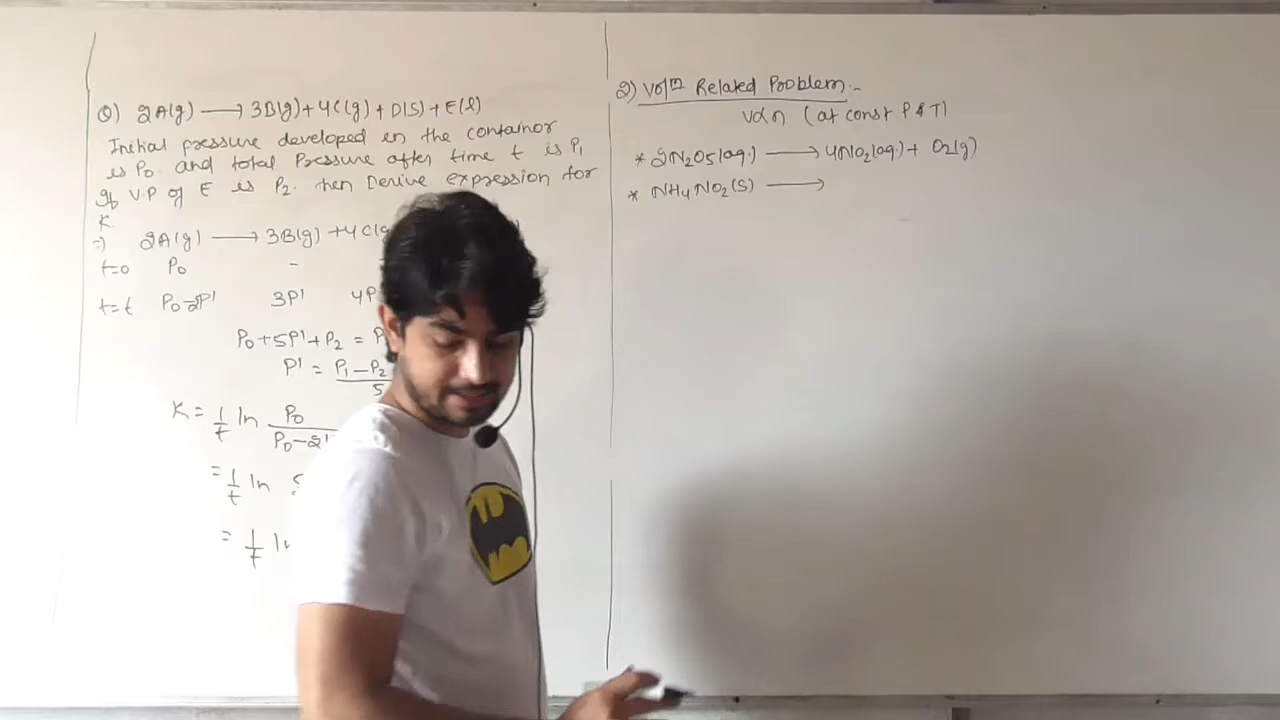 Q) 2A(g) ⟶ 3B(g) + 4C(g) + D(S) + E(l)
Initial pressure developed in the container
is P₀ and total Pressure after time t is P₁
If V.P of E is P₂. then Derive expression for
K.
⇒) 2A(g) ⟶ 3B(g) + 4C(g
t=0 P₀ -
t=t P₀-2P' 3P' 4P
P₀+5P'+P₂ = P
P' = P₁-P₂ / 5
K = 1/t ln P₀ / P₀-2
= 1/t ln 5
= 1/t ln
2) Volm Related Problem:-
V∝n (at const P & T)
* 2N₂O₅(aq.) ⟶ 4NO₂(aq.) + O₂(g)
* NH₄NO₂(S) ⟶